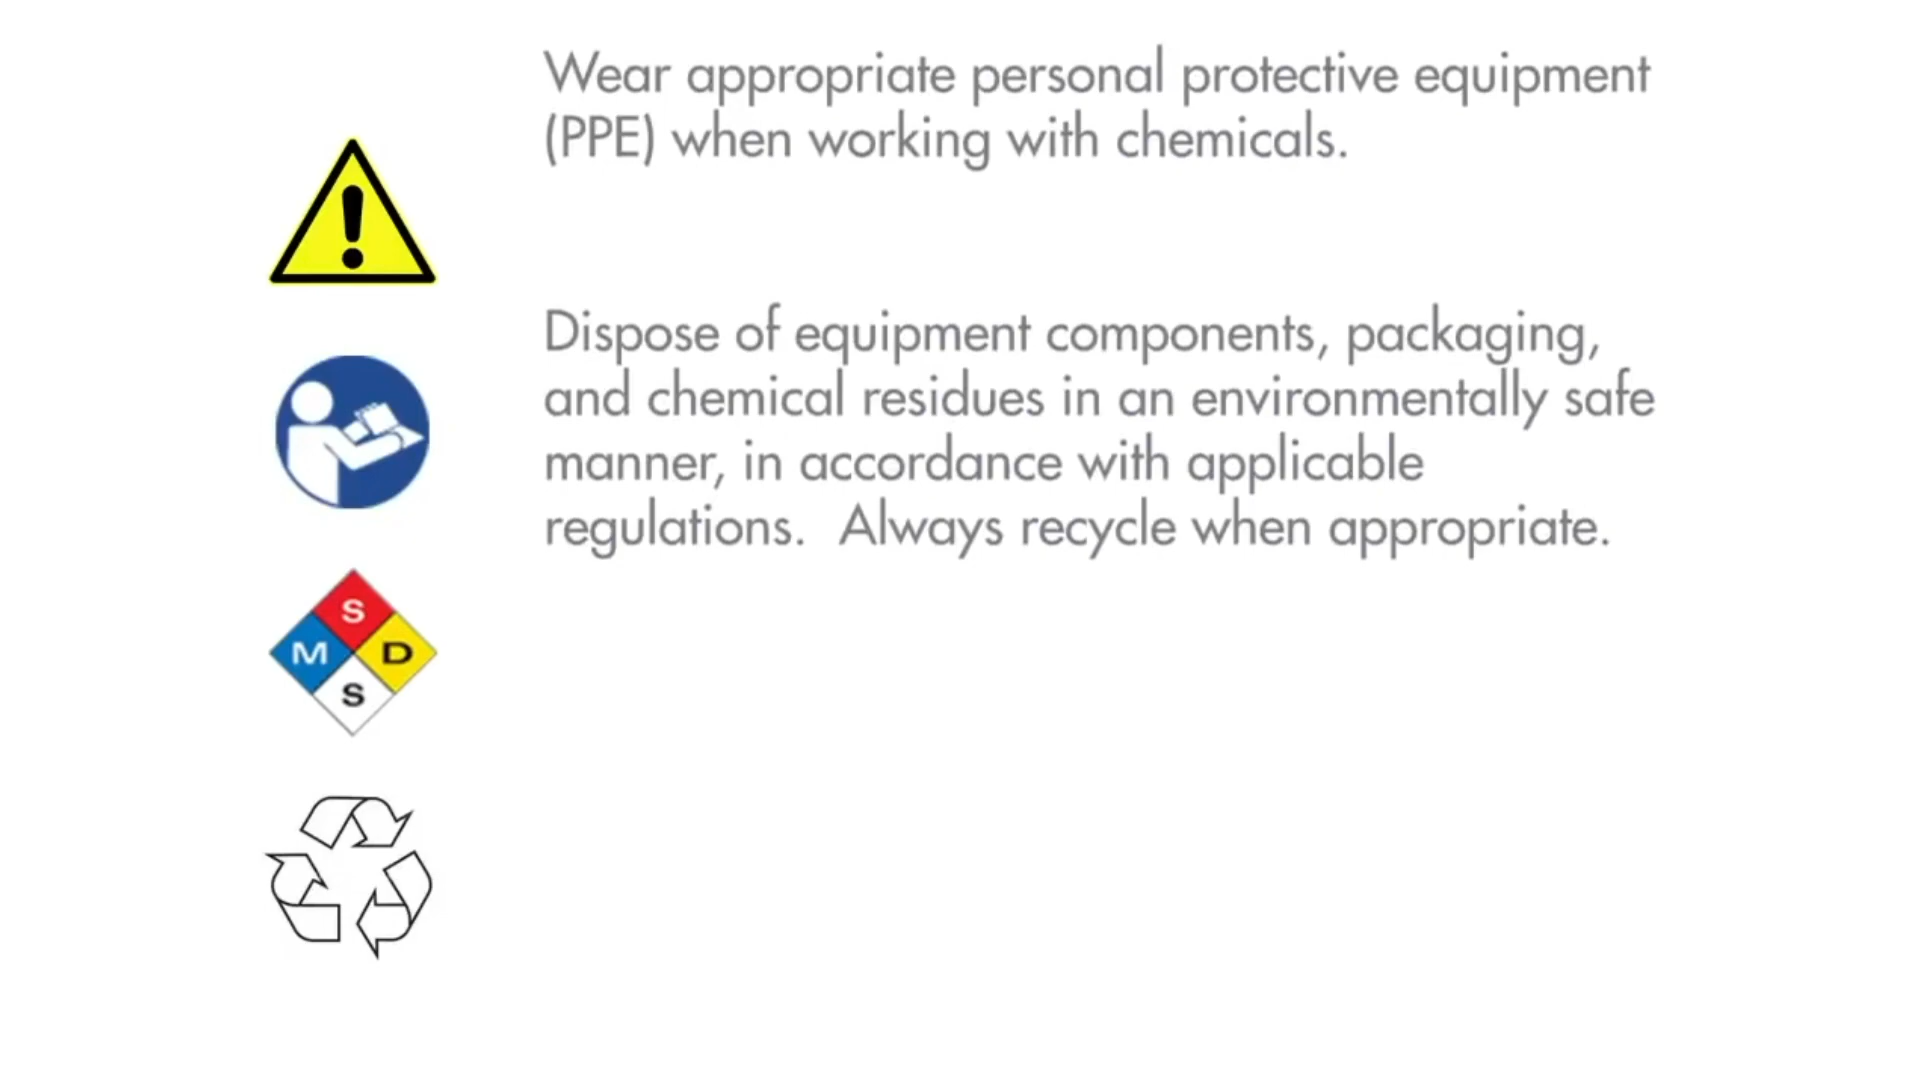 Wear appropriate personal protective equipment
(PPE) when working with chemicals.
!
Dispose of equipment components, packaging,
and chemical residues in an environmentally safe
manner, in accordance with applicable
regulations.  Always recycle when appropriate.
S
M D
S